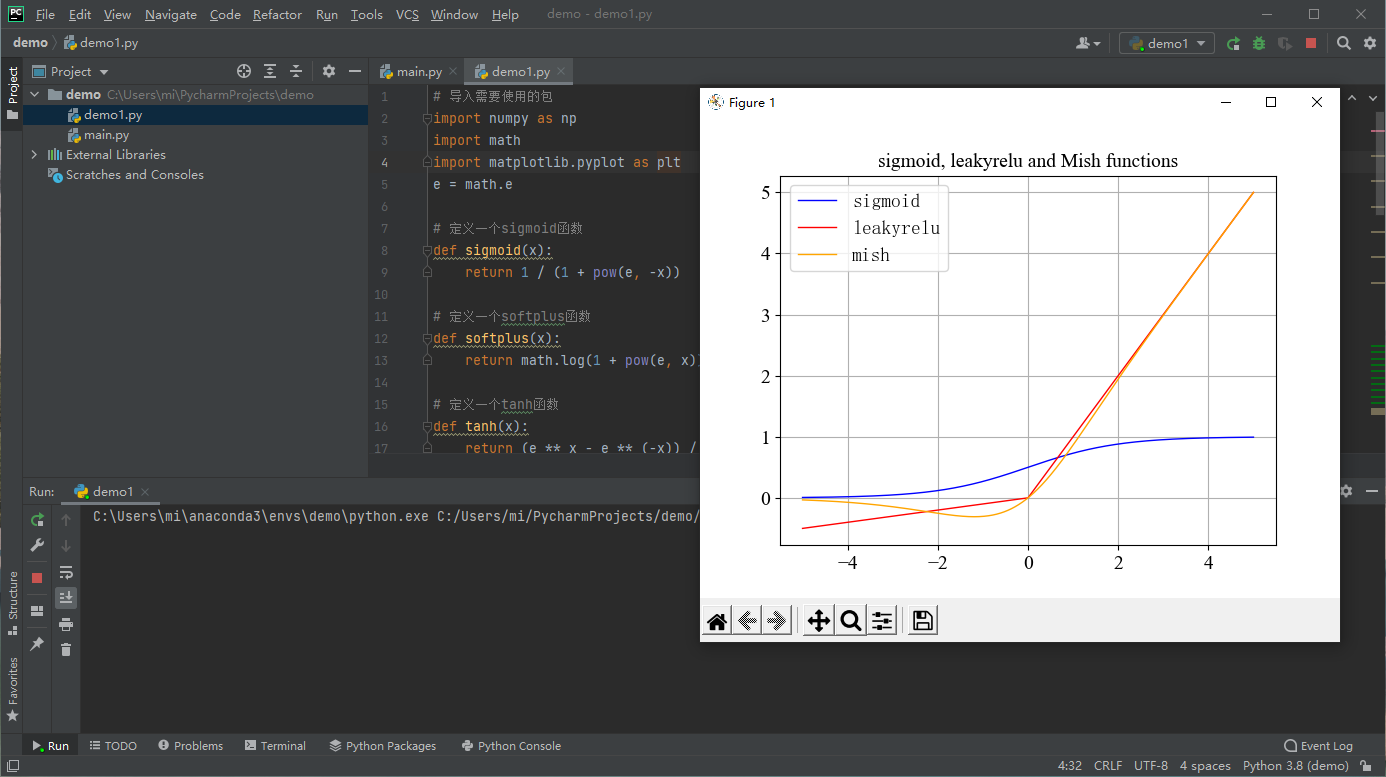 PC File Edit View Navigate Code Refactor Run Tools VCS Window Help demo - demo1.py
demo demo1.py
demo1
Project
Project
main.py
demo1.py
demo C:\Users\mi\PycharmProjects\demo
demo1.py
main.py
External Libraries
Scratches and Consoles
1 # 导入需要使用的包
2 import numpy as np
3 import math
4 import matplotlib.pyplot as plt
5 e = math.e
6
7 # 定义一个sigmoid函数
8 def sigmoid(x):
9 return 1 / (1 + pow(e, -x))
10
11 # 定义一个softplus函数
12 def softplus(x):
13 return math.log(1 + pow(e, x)
14
15 # 定义一个tanh函数
16 def tanh(x):
17 return (e ** x - e ** (-x)) /
Figure 1
sigmoid, leakyrelu and Mish functions
sigmoid
leakyrelu
mish
5
4
3
2
1
0
−4 −2 0 2 4
Run: demo1
C:\Users\mi\anaconda3\envs\demo\python.exe C:/Users/mi/PycharmProjects/demo/
Structure
Favorites
Run TODO Problems Terminal Python Packages Python Console Event Log
4:32 CRLF UTF-8 4 spaces Python 3.8 (demo)